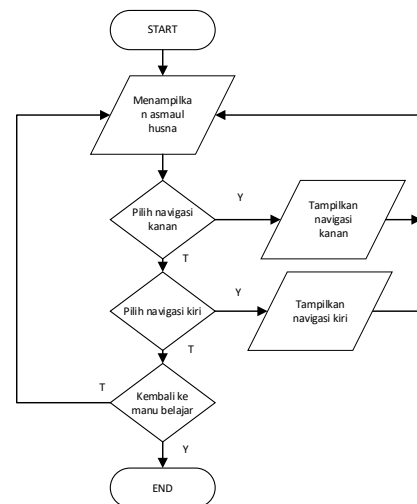 START
Menampilka
n asmaul
husna
Pilih navigasi
kanan
Y
Tampilkan
navigasi
kanan
T
Pilih navigasi kiri
Y
Tampilkan
navigasi kiri
T
Kembali ke
manu belajar
T
Y
END